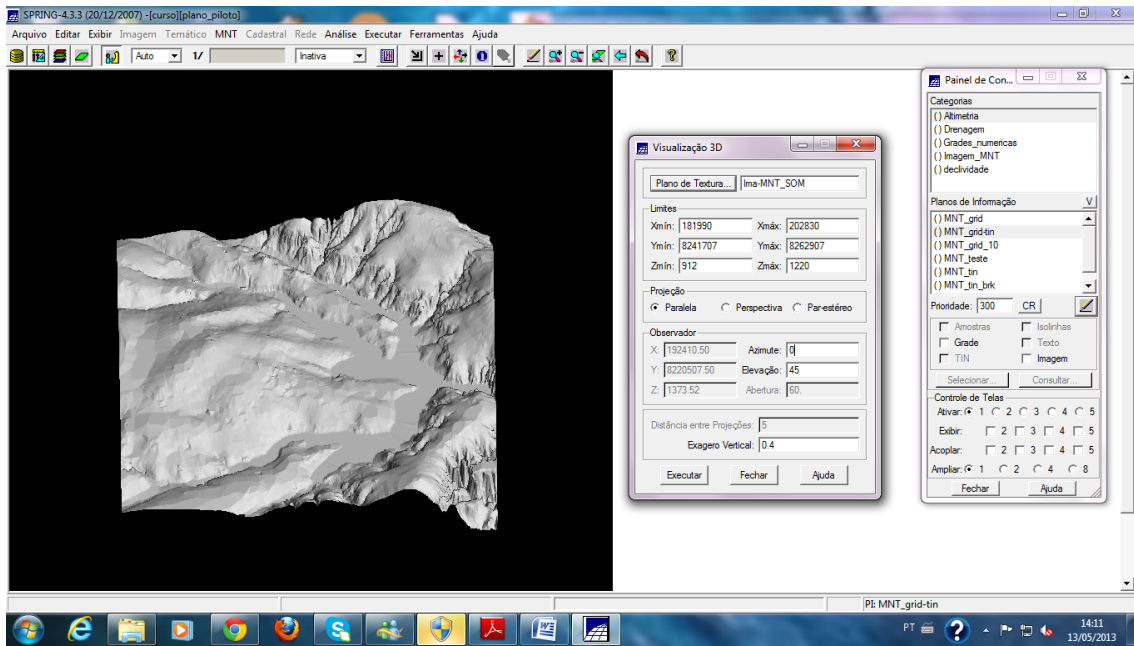 SPRING-4.3.3 (20/12/2007) -[curso][plano_piloto]
Arquivo Editar Exibir Imagem Temático MNT Cadastral Rede Análise Executar Ferramentas Ajuda
Auto 1/ Inativa
Visualização 3D
Plano de Textura... Ima-MNT_SOM
Limites
Xmín: 181990 Xmáx: 202830
Ymín: 8241707 Ymáx: 8262907
Zmín: 912 Zmáx: 1220
Projeção
Paralela Perspectiva Par-estéreo
Observador
X: 192410.50 Azimute: 0
Y: 8220507.50 Elevação: 45
Z: 1373.52 Abertura: 60.
Distância entre Projeções: 5
Exagero Vertical: 0.4
Executar Fechar Ajuda
Painel de Con...
Categorias
() Altimetria
() Drenagem
() Grades_numericas
() Imagem_MNT
() declividade
Planos de Informação V
() MNT_grid
() MNT_grid-tin
() MNT_grid_10
() MNT_teste
() MNT_tin
() MNT_tin_brk
Prioridade: 300 CR
Amostras Isolinhas
Grade Texto
TIN Imagem
Selecionar... Consultar...
Controle de Telas
Ativar: 1 2 3 4 5
Exibir: 2 3 4 5
Acoplar: 2 3 4 5
Ampliar: 1 2 4 8
Fechar Ajuda
PI: MNT_grid-tin
PT
14:11
13/05/2013